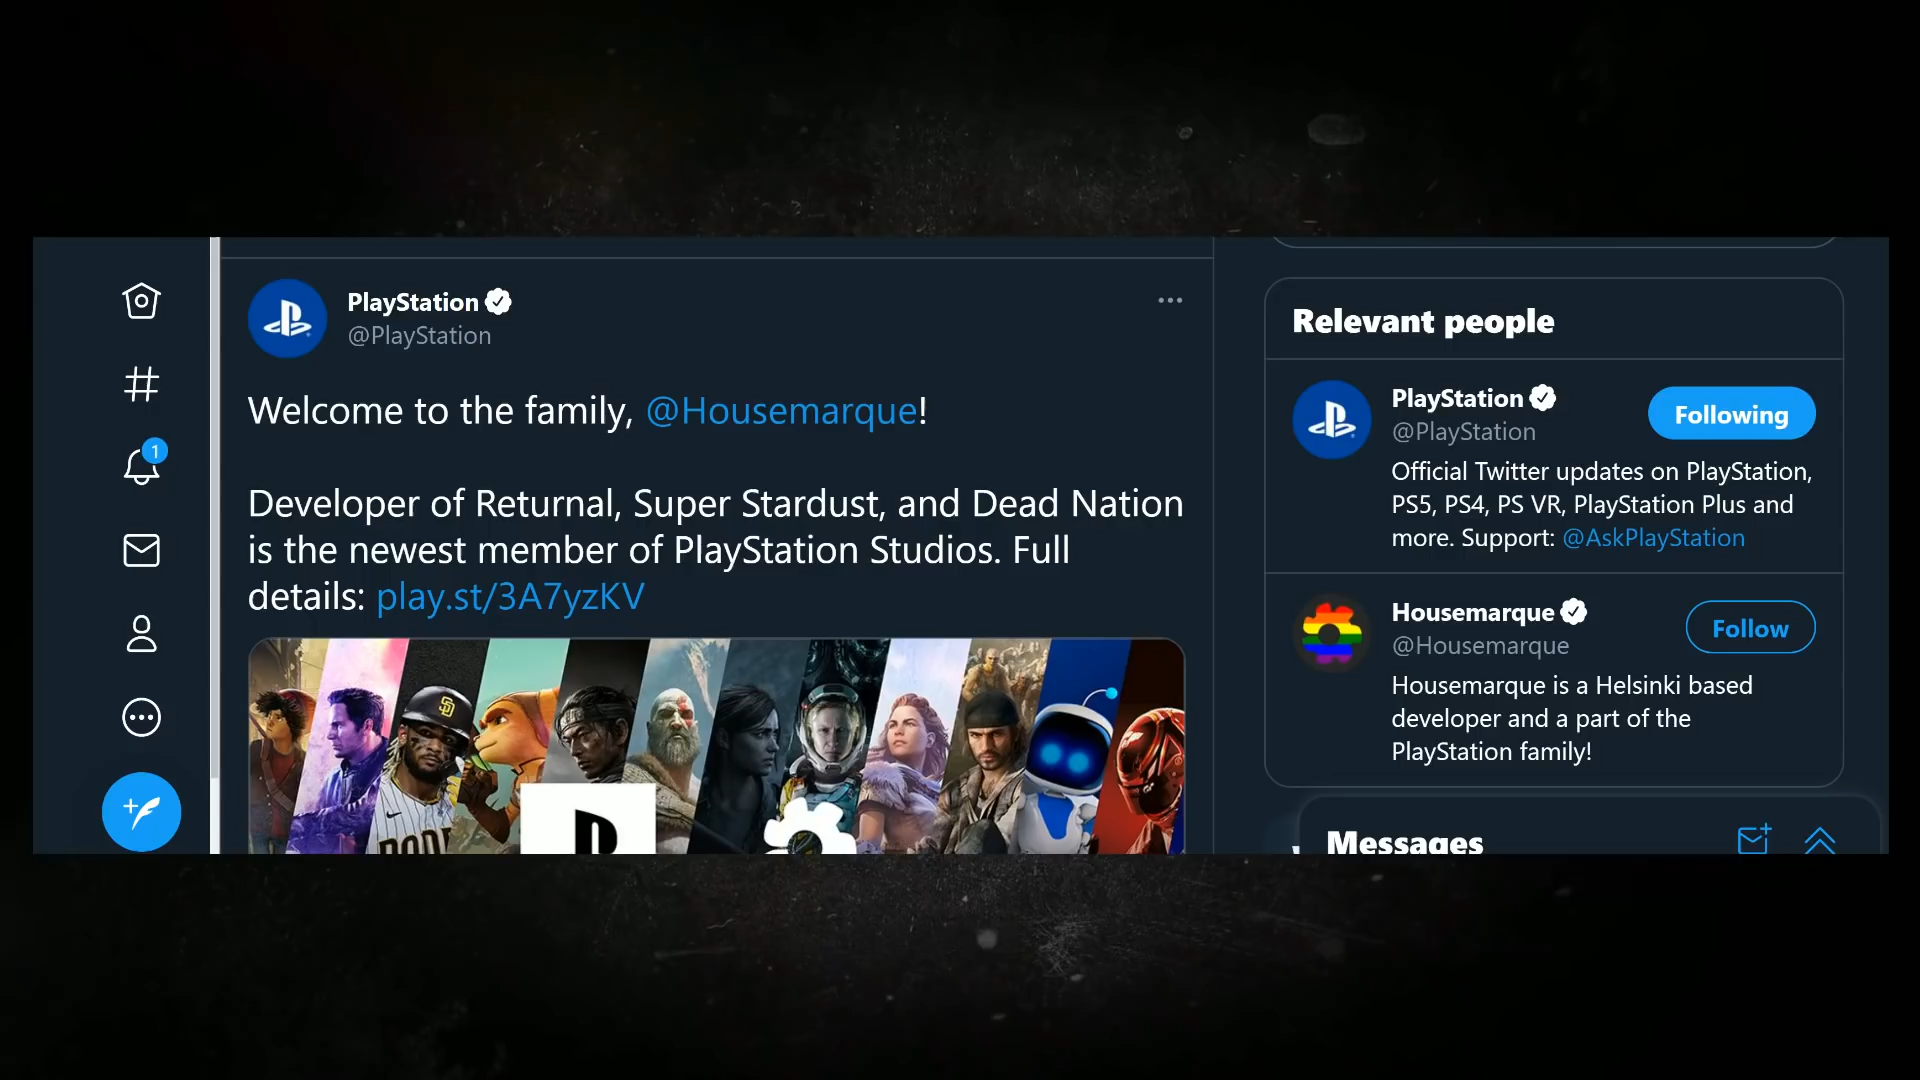 PlayStation
@PlayStation
Welcome to the family, @Housemarque!
Developer of Returnal, Super Stardust, and Dead Nation
is the newest member of PlayStation Studios. Full
details: play.st/3A7yzKV
1
Relevant people
PlayStation
@PlayStation
Following
Official Twitter updates on PlayStation,
PS5, PS4, PS VR, PlayStation Plus and
more. Support: @AskPlayStation
Housemarque
@Housemarque
Follow
Housemarque is a Helsinki based
developer and a part of the
PlayStation family!
Messages